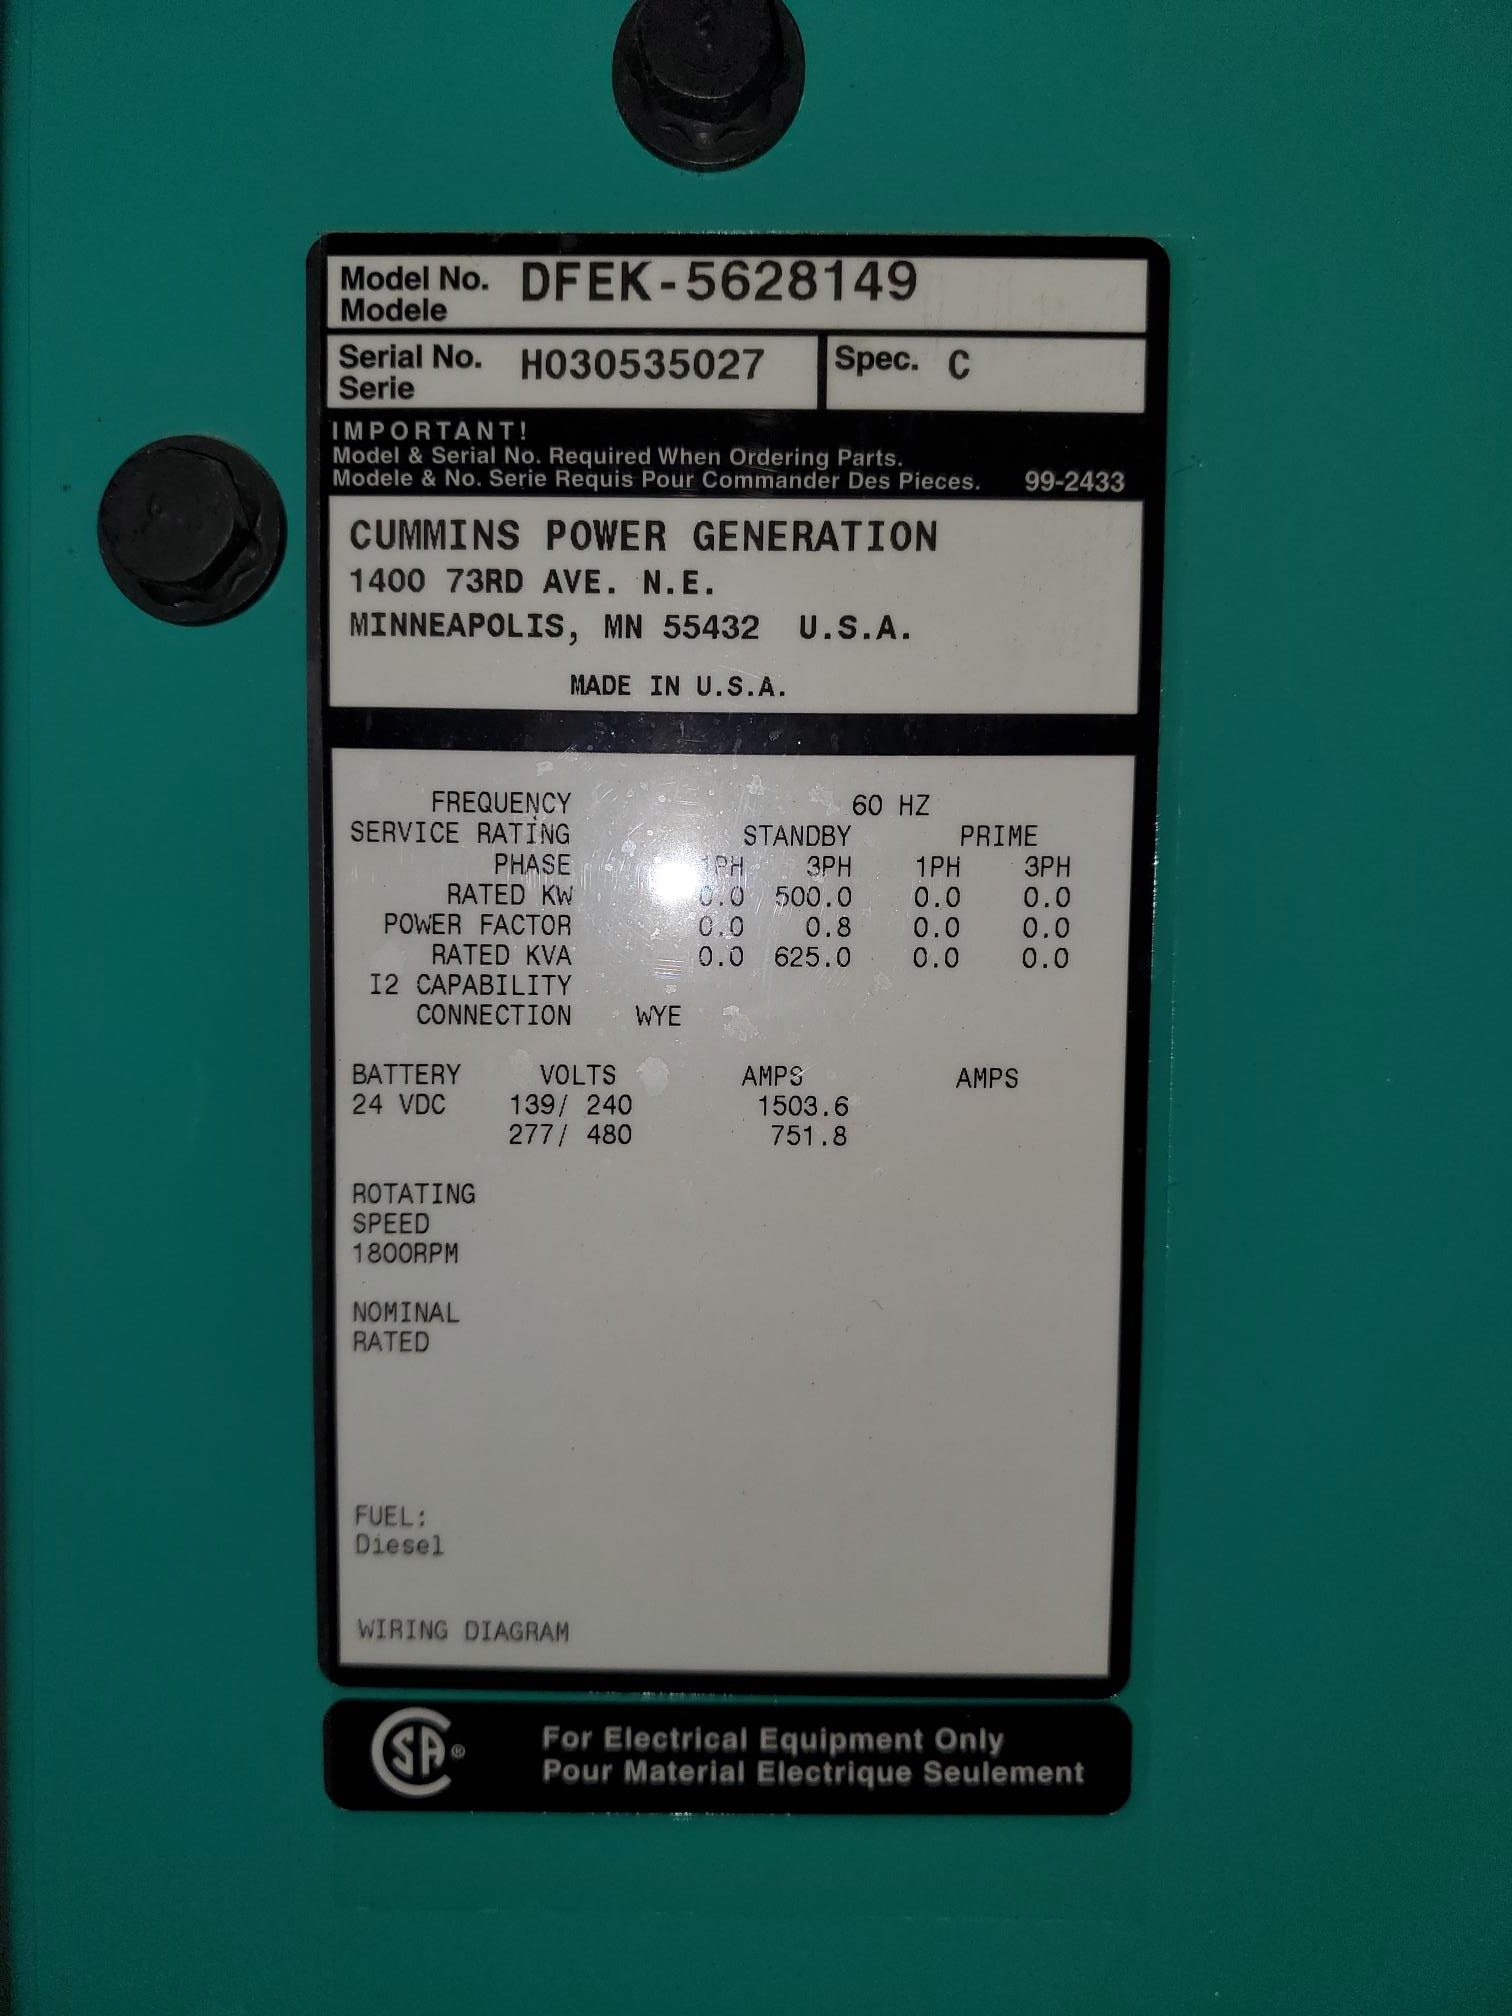 Model No. DFEK-5628149
Modele
Serial No. H030535027 Spec. C
Serie
IMPORTANT!
Model & Serial No. Required When Ordering Parts.
Modele & No. Serie Requis Pour Commander Des Pieces. 99-2433
CUMMINS POWER GENERATION
1400 73RD AVE. N.E.
MINNEAPOLIS, MN 55432 U.S.A.
MADE IN U.S.A.
FREQUENCY 60 HZ
SERVICE RATING STANDBY PRIME
PHASE 1PH 3PH 1PH 3PH
RATED KW 0.0 500.0 0.0 0.0
POWER FACTOR 0.0 0.8 0.0 0.0
RATED KVA 0.0 625.0 0.0 0.0
I2 CAPABILITY
CONNECTION WYE
BATTERY VOLTS AMPS AMPS
24 VDC 139/ 240 1503.6
277/ 480 751.8
ROTATING
SPEED
1800RPM
NOMINAL
RATED
FUEL:
Diesel
WIRING DIAGRAM
CSA ® For Electrical Equipment Only
Pour Material Electrique Seulement